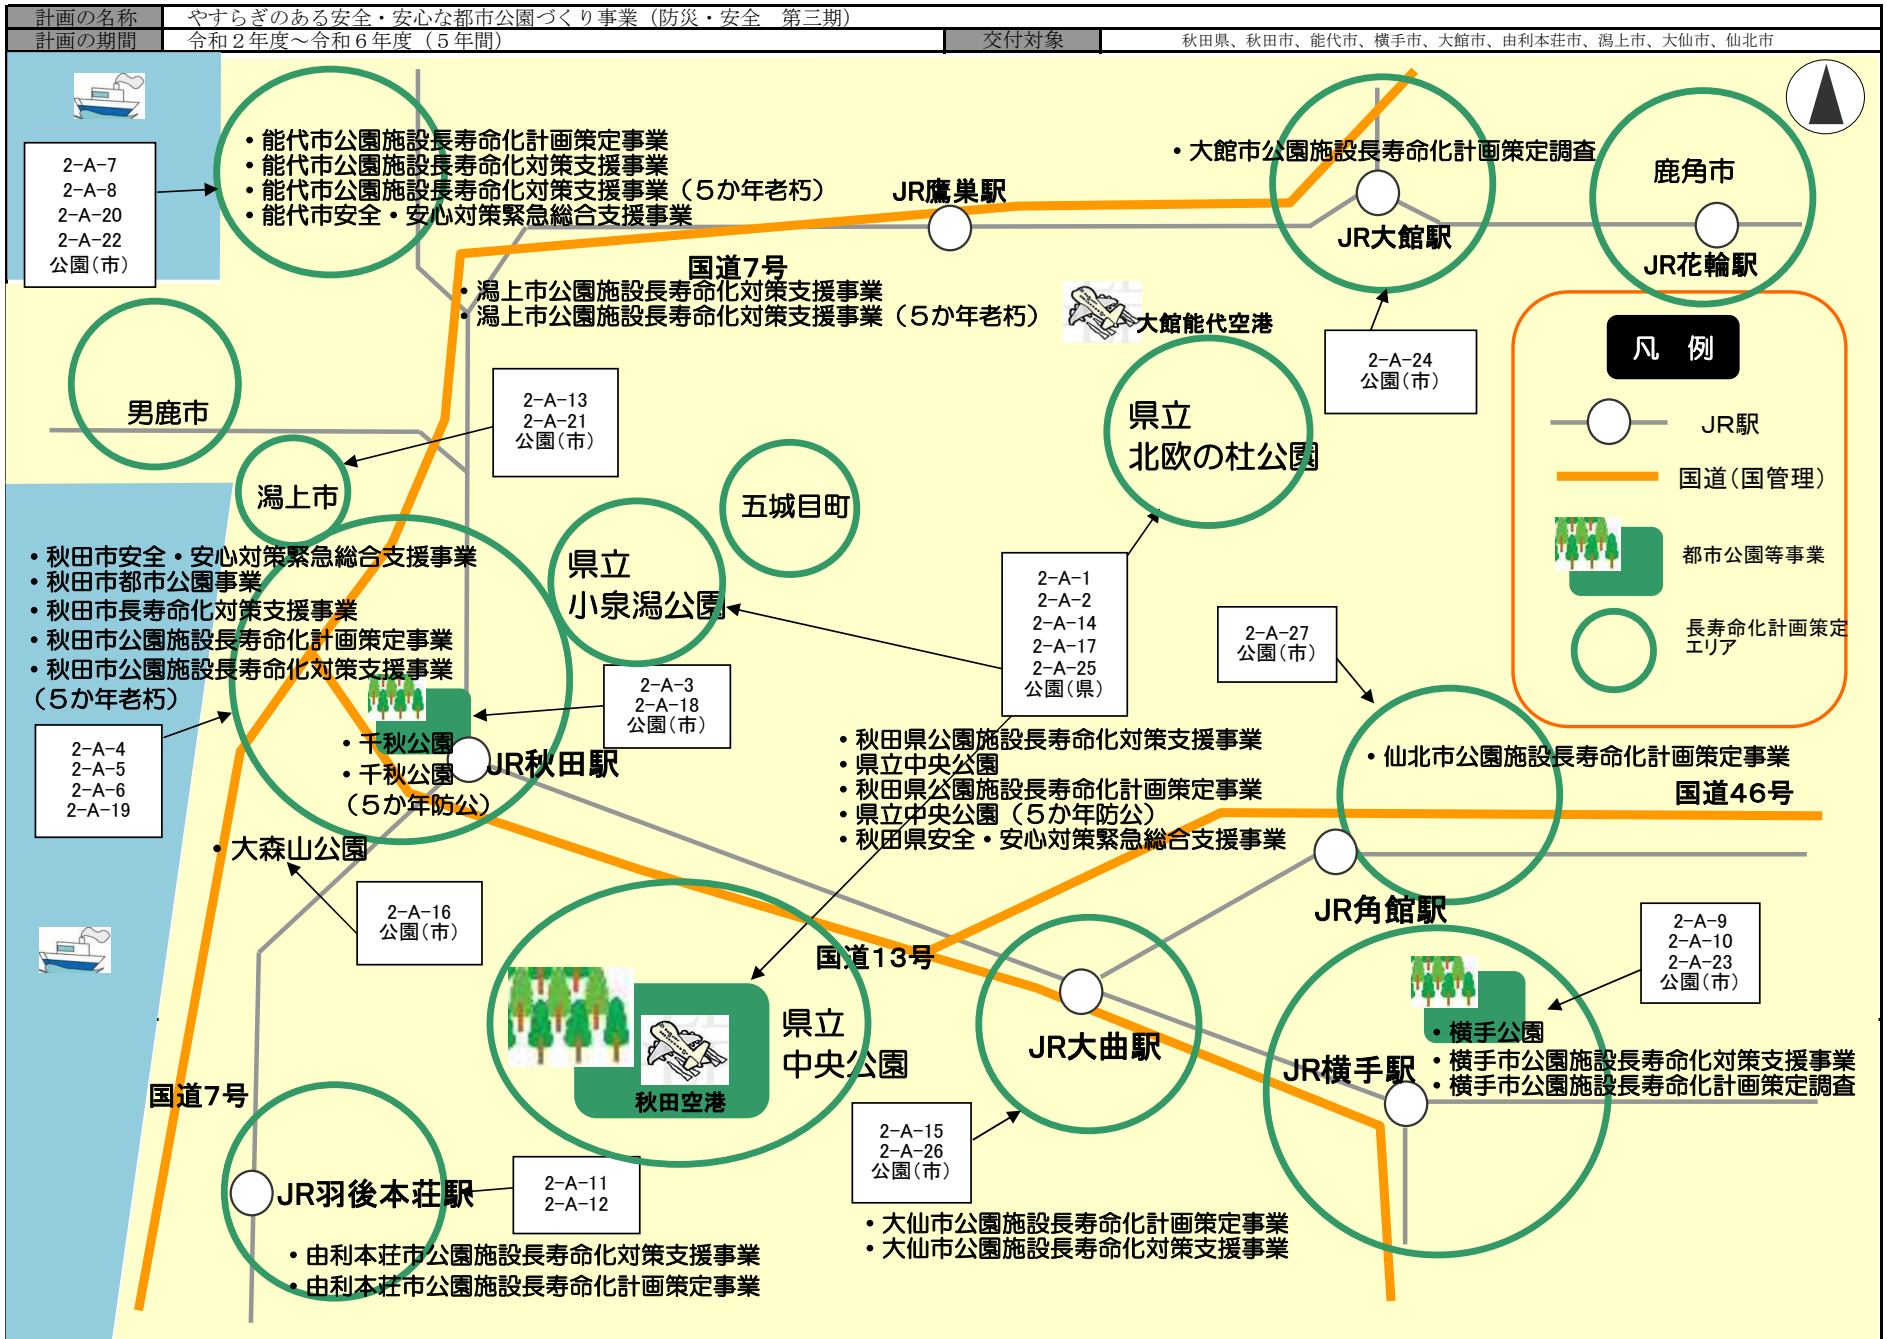 計画の名称 やすらぎのある安全・安心な都市公園づくり事業（防災・安全　第三期）
計画の期間 令和２年度～令和６年度（５年間） 交付対象 秋田県、秋田市、能代市、横手市、大館市、由利本荘市、潟上市、大仙市、仙北市
2-A-7
2-A-8
2-A-20
2-A-22
公園(市)
・能代市公園施設長寿命化計画策定事業
・能代市公園施設長寿命化対策支援事業
・能代市公園施設長寿命化対策支援事業（５か年老朽）
・能代市安全・安心対策緊急総合支援事業
JR鷹巣駅
・大館市公園施設長寿命化計画策定調査
JR大館駅
鹿角市
JR花輪駅
国道7号
・潟上市公園施設長寿命化対策支援事業
・潟上市公園施設長寿命化対策支援事業（５か年老朽）
大館能代空港
2-A-24
公園(市)
凡　例
JR駅
国道(国管理)
都市公園等事業
長寿命化計画策定
エリア
男鹿市
2-A-13
2-A-21
公園(市)
潟上市
五城目町
県立
北欧の杜公園
県立
小泉潟公園
2-A-1
2-A-2
2-A-14
2-A-17
2-A-25
公園(県)
2-A-27
公園(市)
・秋田市安全・安心対策緊急総合支援事業
・秋田市都市公園事業
・秋田市長寿命化対策支援事業
・秋田市公園施設長寿命化計画策定事業
・秋田市公園施設長寿命化対策支援事業
（５か年老朽）
2-A-3
2-A-18
公園(市)
2-A-4
2-A-5
2-A-6
2-A-19
・千秋公園
・千秋公園
（５か年防公）
JR秋田駅
・秋田県公園施設長寿命化対策支援事業
・県立中央公園
・秋田県公園施設長寿命化計画策定事業
・県立中央公園（５か年防公）
・秋田県安全・安心対策緊急総合支援事業
・仙北市公園施設長寿命化計画策定事業
国道46号
・大森山公園
2-A-16
公園(市)
JR角館駅
国道13号
2-A-9
2-A-10
2-A-23
公園(市)
県立
中央公園
秋田空港
JR大曲駅
JR横手駅
・横手公園
・横手市公園施設長寿命化対策支援事業
・横手市公園施設長寿命化計画策定調査
国道7号
2-A-15
2-A-26
公園(市)
JR羽後本荘駅
2-A-11
2-A-12
・大仙市公園施設長寿命化計画策定事業
・大仙市公園施設長寿命化対策支援事業
・由利本荘市公園施設長寿命化対策支援事業
・由利本荘市公園施設長寿命化計画策定事業